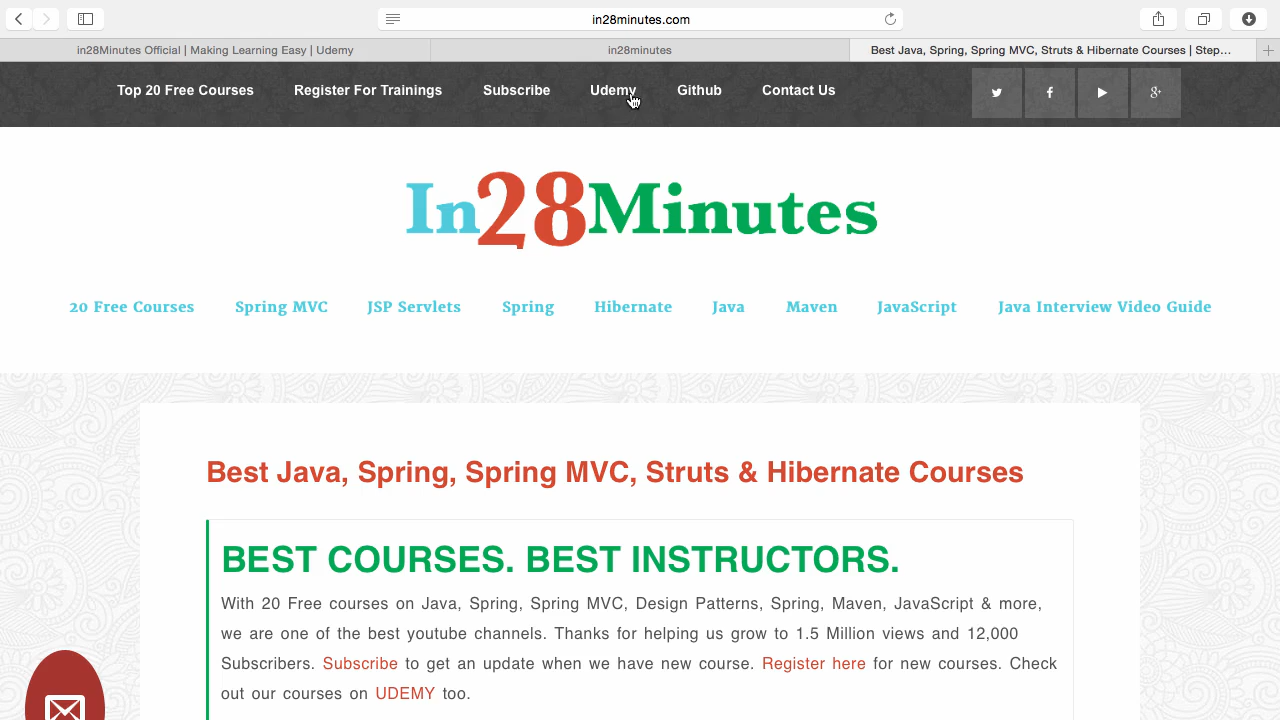 in28minutes.com
in28Minutes Official | Making Learning Easy | Udemy
in28minutes
Best Java, Spring, Spring MVC, Struts & Hibernate Courses | Step...
Top 20 Free Courses
Register For Trainings
Subscribe
Udemy
Github
Contact Us
In28Minutes
20 Free Courses
Spring MVC
JSP Servlets
Spring
Hibernate
Java
Maven
JavaScript
Java Interview Video Guide
Best Java, Spring, Spring MVC, Struts & Hibernate Courses
BEST COURSES. BEST INSTRUCTORS.
With 20 Free courses on Java, Spring, Spring MVC, Design Patterns, Spring, Maven, JavaScript & more,
we are one of the best youtube channels. Thanks for helping us grow to 1.5 Million views and 12,000
Subscribers. Subscribe to get an update when we have new course. Register here for new courses. Check
out our courses on UDEMY too.